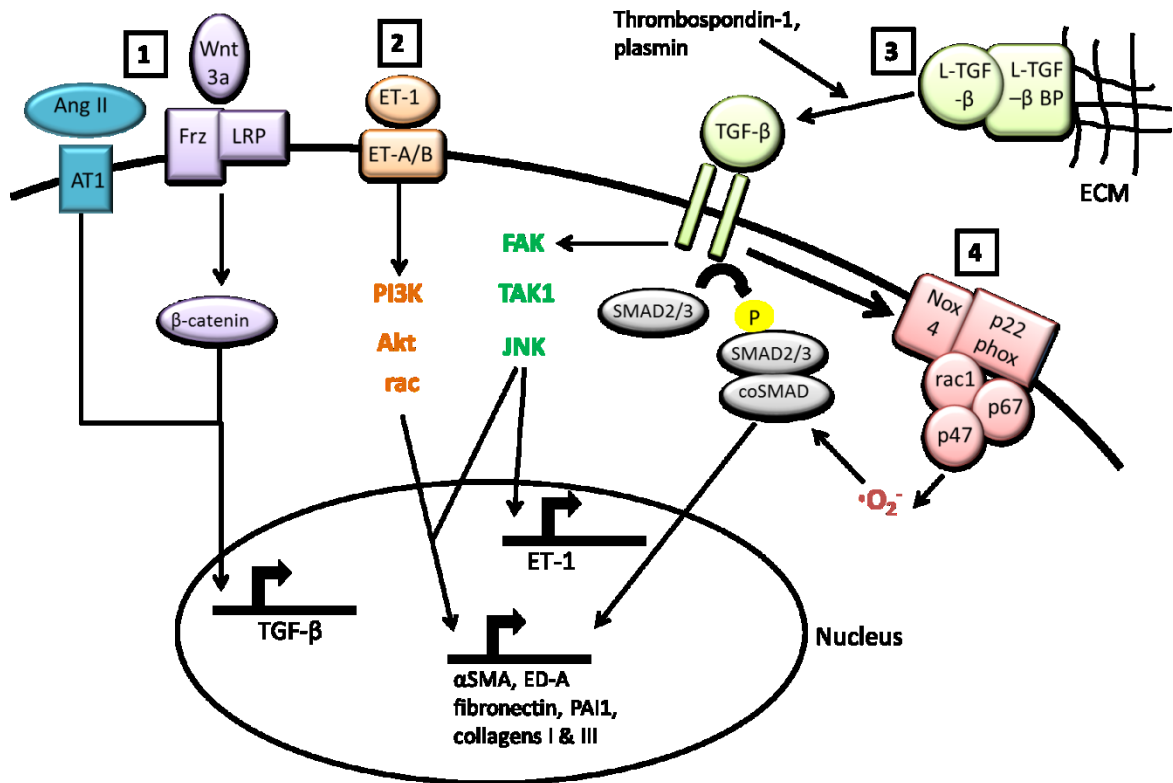 1
Wnt
3a
Ang II
Frz
LRP
AT1
β-catenin
2
ET-1
ET-A/B
PI3K
Akt
rac
Thrombospondin-1,
plasmin
3
L-TGF
-β
L-TGF
–β BP
ECM
TGF-β
FAK
TAK1
JNK
SMAD2/3
P
SMAD2/3
coSMAD
4
Nox
4
p22
phox
rac1
p67
p47
•O₂⁻
ET-1
TGF-β
αSMA, ED-A
fibronectin, PAI1,
collagens I & III
Nucleus